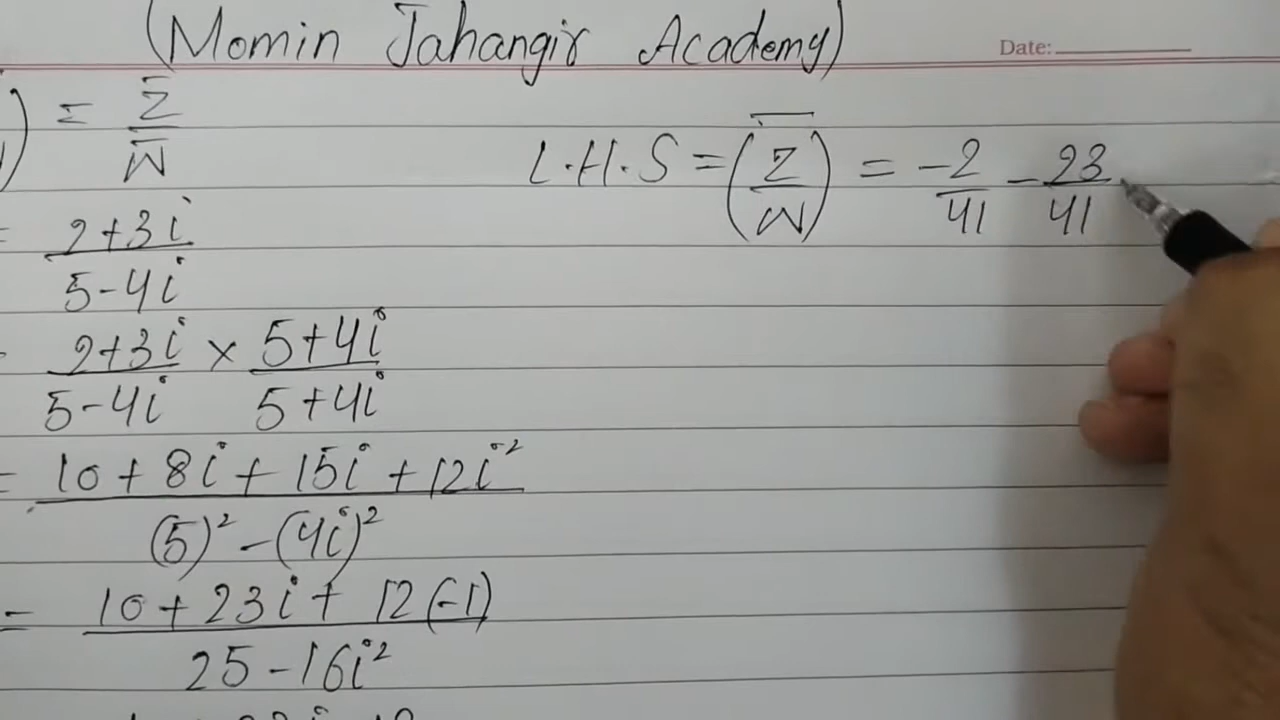 (Momin Jahangir Academy)
Date:
) = Z̅/W̅
= 2+3i/5-4i
= 2+3i/5-4i × 5+4i/5+4i
= 10+8i+15i+12i²/(5)²-(4i)²
= 10+23i+12(-1)/25-16i²
L.H.S = \overline{(Z/W)} = -2/41 - 23/41